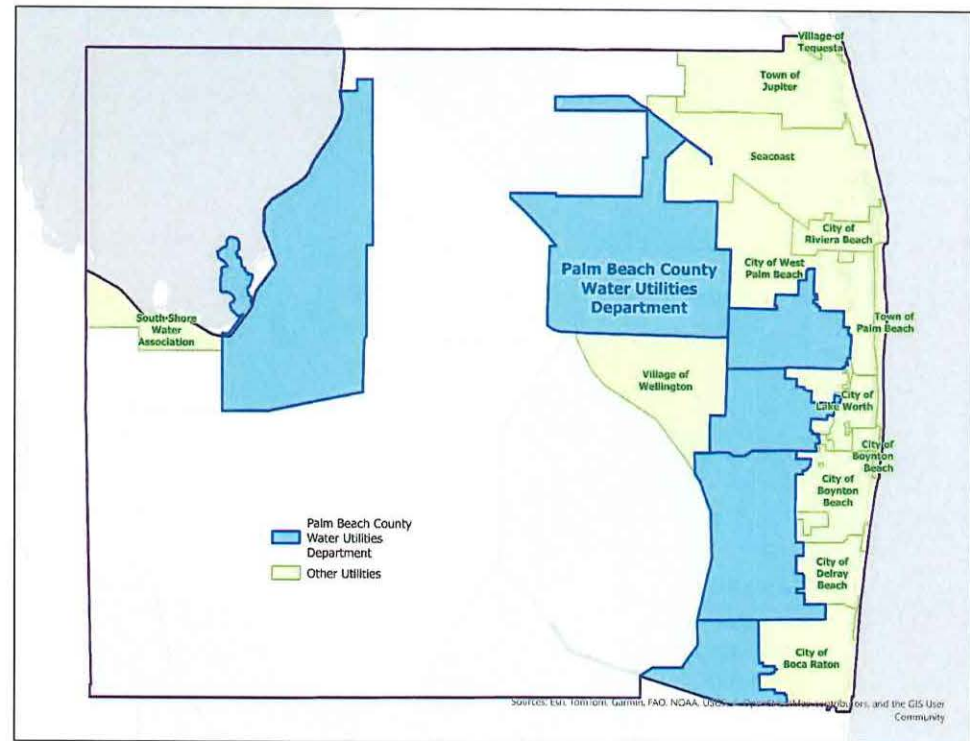 Village of
Tequesta
Town of
Jupiter
Seacoast
City of
Riviera Beach
City of West
Palm Beach
Palm Beach County
Water Utilities
Department
Town of
Palm Beach
South Shore
Water
Association
Village of
Wellington
City of
Lake Worth
City of
Boynton
Beach
City of
Boynton
Beach
City of
Delray
Beach
City of
Boca Raton
Palm Beach County
Water Utilities
Department
Other Utilities
Sources: Esri, TomTom, Garmin, FAO, NOAA, and the GIS User
Community